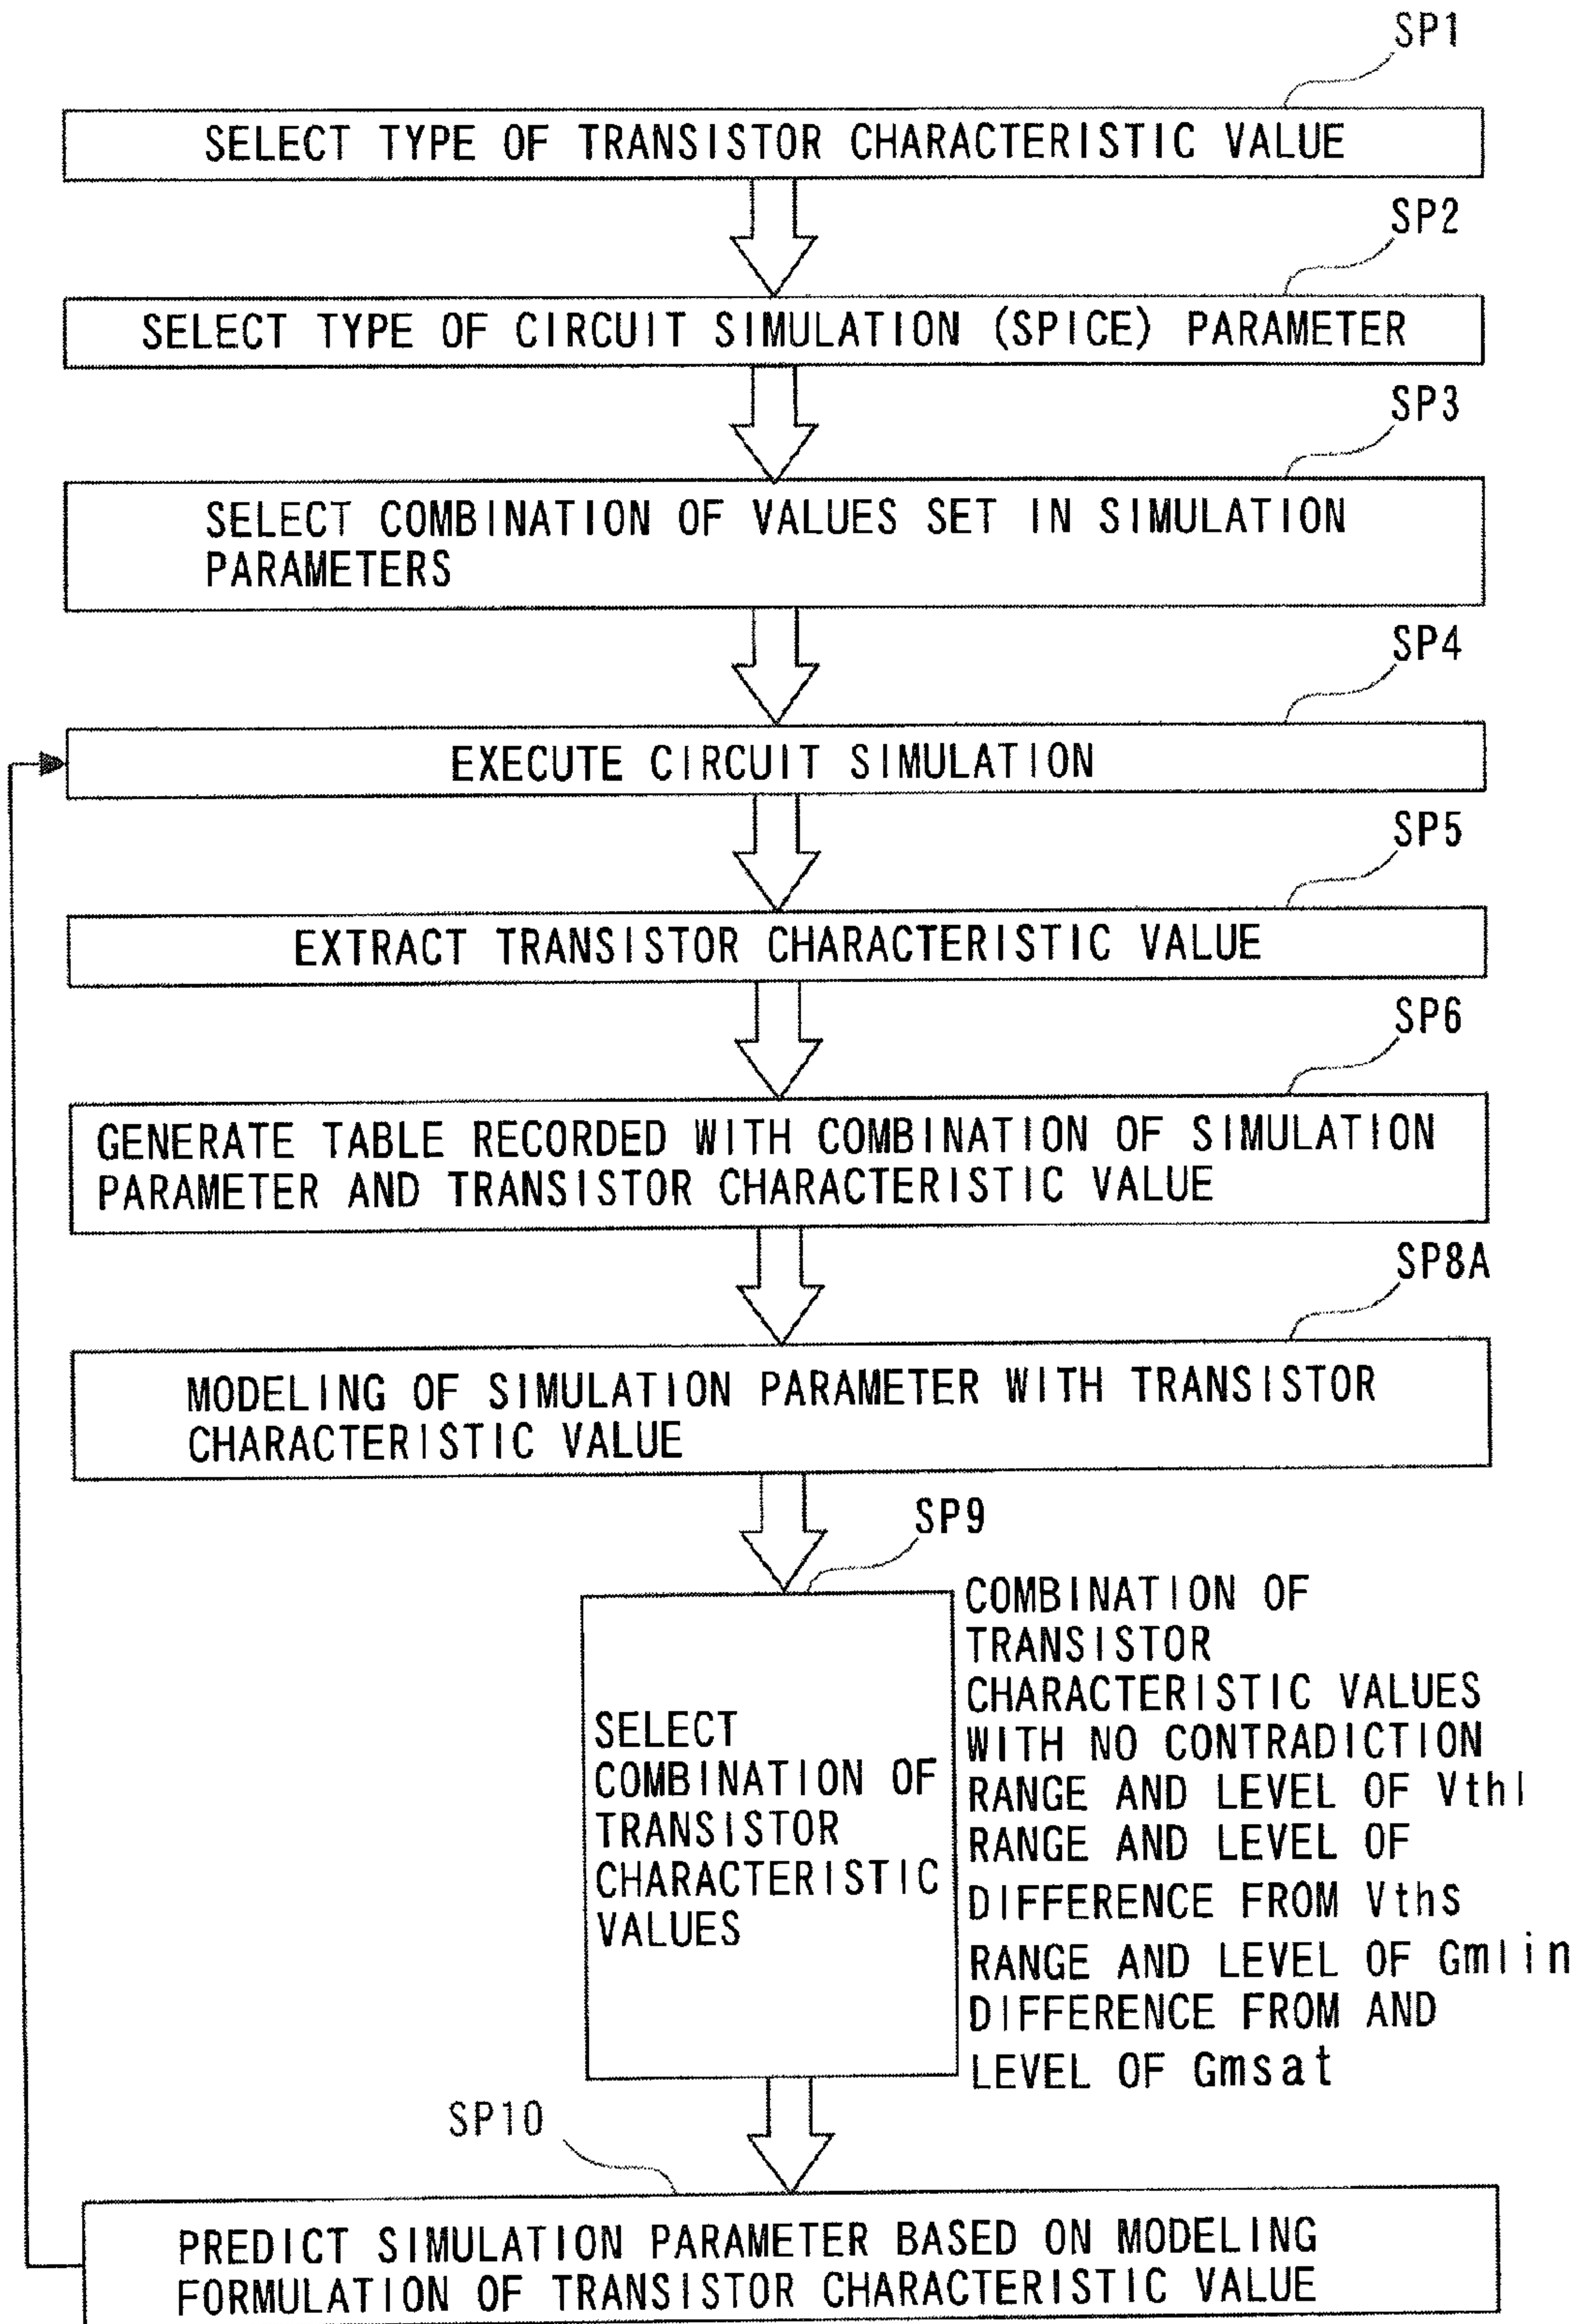 SP1
SELECT TYPE OF TRANSISTOR CHARACTERISTIC VALUE
SP2
SELECT TYPE OF CIRCUIT SIMULATION (SPICE) PARAMETER
SP3
SELECT COMBINATION OF VALUES SET IN SIMULATION
PARAMETERS
SP4
EXECUTE CIRCUIT SIMULATION
SP5
EXTRACT TRANSISTOR CHARACTERISTIC VALUE
SP6
GENERATE TABLE RECORDED WITH COMBINATION OF SIMULATION
PARAMETER AND TRANSISTOR CHARACTERISTIC VALUE
SP8A
MODELING OF SIMULATION PARAMETER WITH TRANSISTOR
CHARACTERISTIC VALUE
SP9
SELECT
COMBINATION OF
TRANSISTOR
CHARACTERISTIC
VALUES
COMBINATION OF
TRANSISTOR
CHARACTERISTIC VALUES
WITH NO CONTRADICTION
RANGE AND LEVEL OF Vthl
RANGE AND LEVEL OF
DIFFERENCE FROM Vths
RANGE AND LEVEL OF Gmlin
DIFFERENCE FROM AND
LEVEL OF Gmsat
SP10
PREDICT SIMULATION PARAMETER BASED ON MODELING
FORMULATION OF TRANSISTOR CHARACTERISTIC VALUE